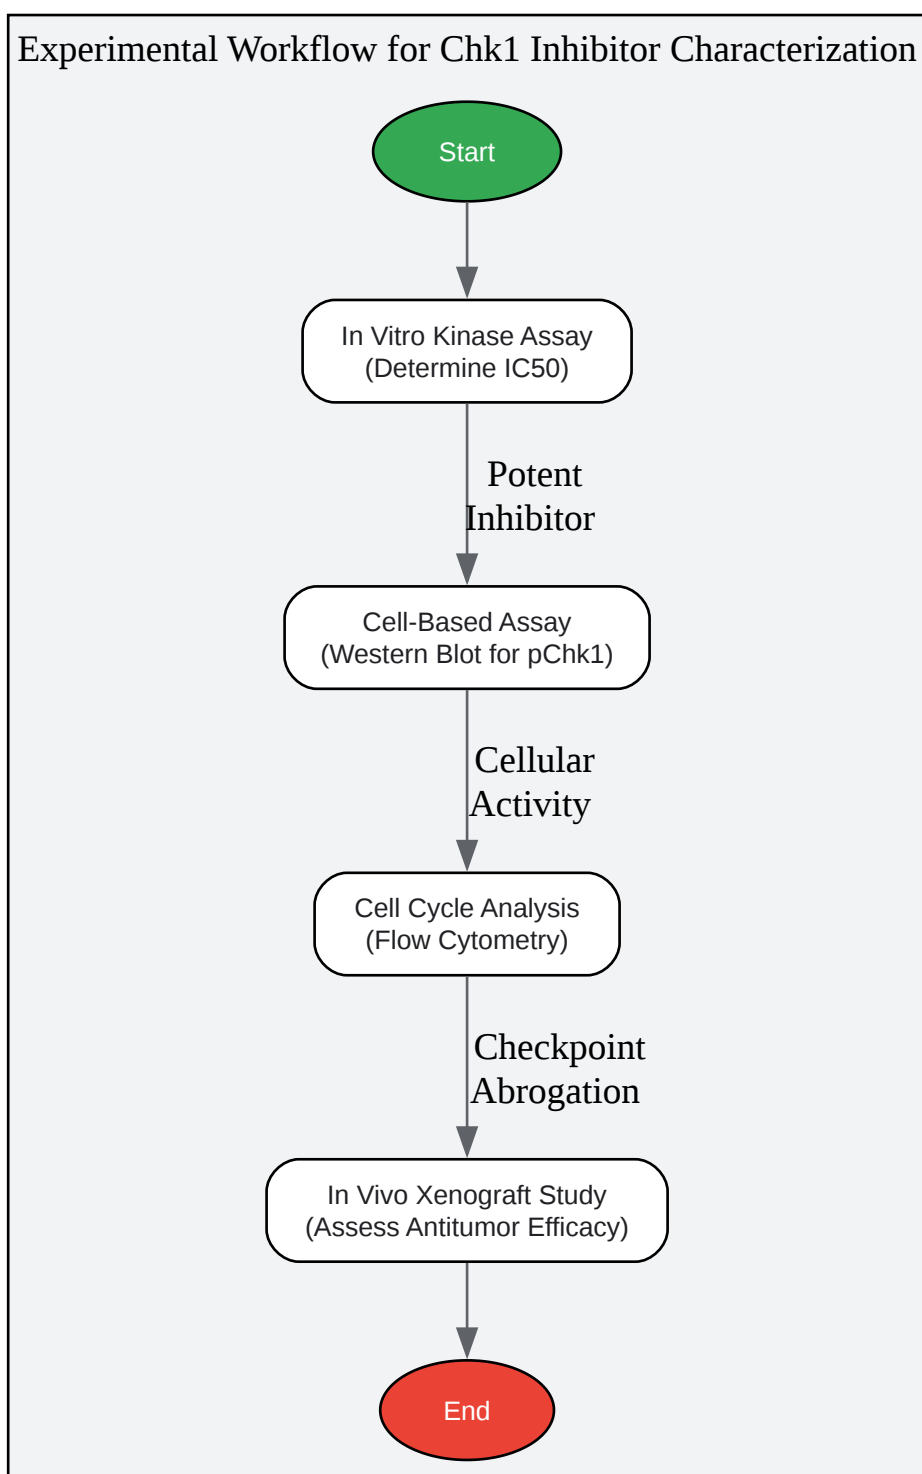 Experimental Workflow for Chk1 Inhibitor Characterization
Start
In Vitro Kinase Assay
(Determine IC50)
Potent
Inhibitor
Cell-Based Assay
(Western Blot for pChk1)
Cellular
Activity
Cell Cycle Analysis
(Flow Cytometry)
Checkpoint
Abrogation
In Vivo Xenograft Study
(Assess Antitumor Efficacy)
End